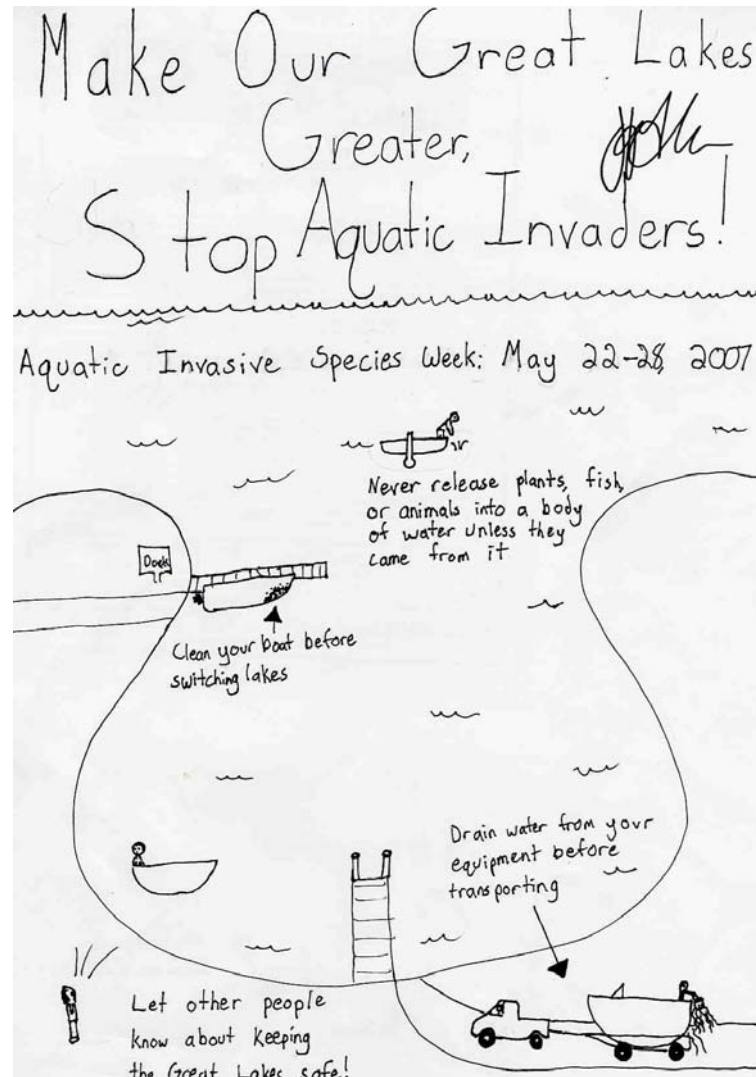 Make Our Great Lakes
Greater,
Stop Aquatic Invaders!
Aquatic Invasive Species Week: May 22-28, 2007
Never release plants, fish,
or animals into a body
of water unless they
came from it
Dock
Clean your boat before
switching lakes
Drain water from your
equipment before
transporting
Let other people
know about keeping
the Great Lakes safe!